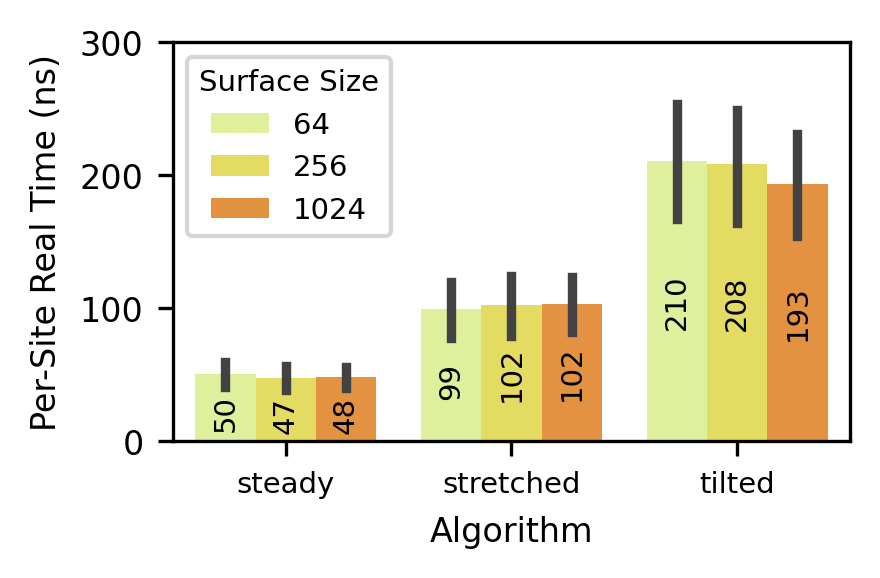 Per-Site Real Time (ns)
300
200
100
0
Surface Size
64
256
1024
50
47
48
99
102
102
210
208
193
steady
stretched
tilted
Algorithm